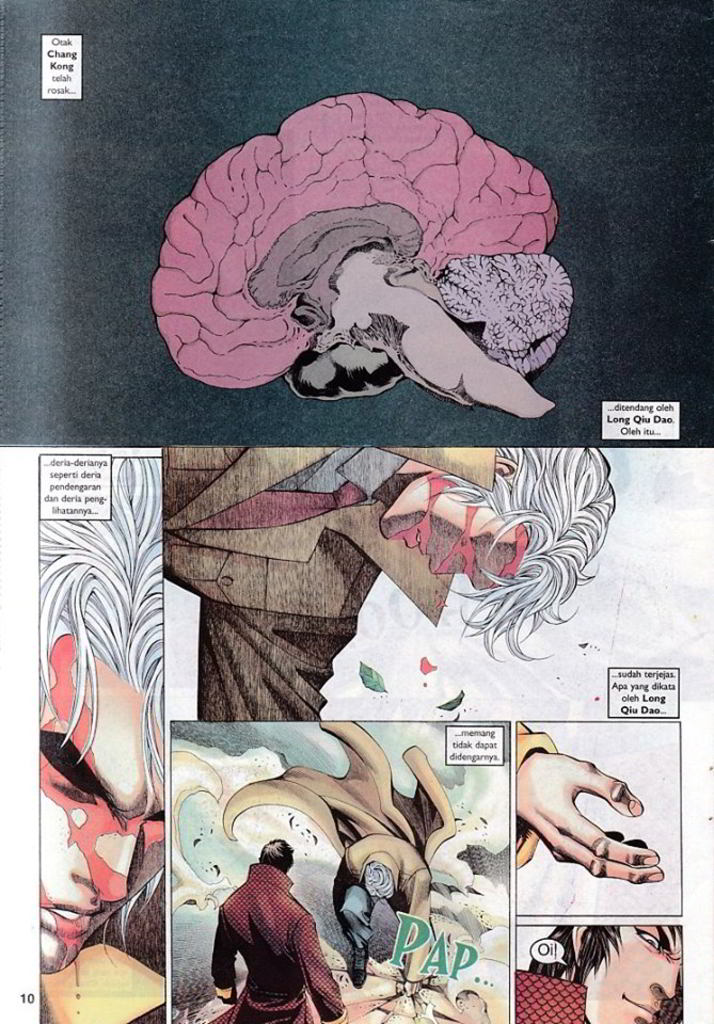 Otak
Chang
Kong
telah
rosak...
...ditendang oleh
Long Qiu Dao.
Oleh itu...
...deria-derianya
seperti deria
pendengaran
dan deria peng-
lihatannya...
...sudah terjejas.
Apa yang dikata
oleh Long
Qiu Dao...
...memang
tidak dapat
didengarnya.
PAP...
Oi!
10